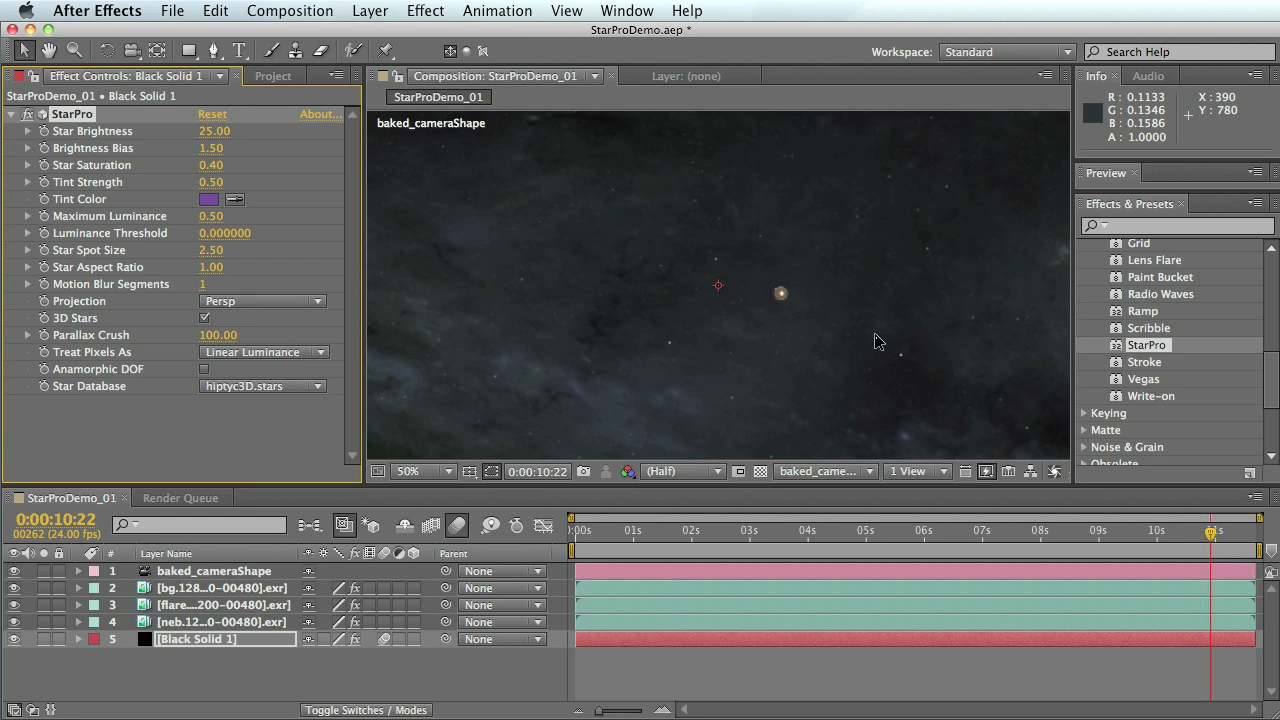 After Effects File Edit Composition Layer Effect Animation View Window Help
StarProDemo.aep *
Workspace: Standard Search Help
Effect Controls: Black Solid 1 Project
StarProDemo_01 • Black Solid 1
fx StarPro Reset About...
Star Brightness 25.00
Brightness Bias 1.50
Star Saturation 0.40
Tint Strength 0.50
Tint Color
Maximum Luminance 0.50
Luminance Threshold 0.000000
Star Spot Size 2.50
Star Aspect Ratio 1.00
Motion Blur Segments 1
Projection Persp
3D Stars
Parallax Crush 100.00
Treat Pixels As Linear Luminance
Anamorphic DOF
Star Database hiptyc3D.stars
Composition: StarProDemo_01 Layer: (none)
StarProDemo_01
baked_cameraShape
50% 0:00:10:22 (Half) baked_came... 1 View
Info Audio
R : 0.1133 X : 390
G : 0.1346 Y : 780
B : 0.1586
A : 1.0000
Preview
Effects & Presets
Grid
Lens Flare
Paint Bucket
Radio Waves
Ramp
Scribble
StarPro
Stroke
Vegas
Write-on
Keying
Matte
Noise & Grain
Obsolete
StarProDemo_01 Render Queue
0:00:10:22
00262 (24.00 fps)
:00s 01s 02s 03s 04s 05s 06s 07s 08s 09s 10s
# Layer Name fx Parent
1 baked_cameraShape None
2 [bg.128...0-00480].exr] fx None
3 [flare....200-00480].exr] fx None
4 [neb.12...0-00480].exr] fx None
5 [Black Solid 1] fx None
Toggle Switches / Modes